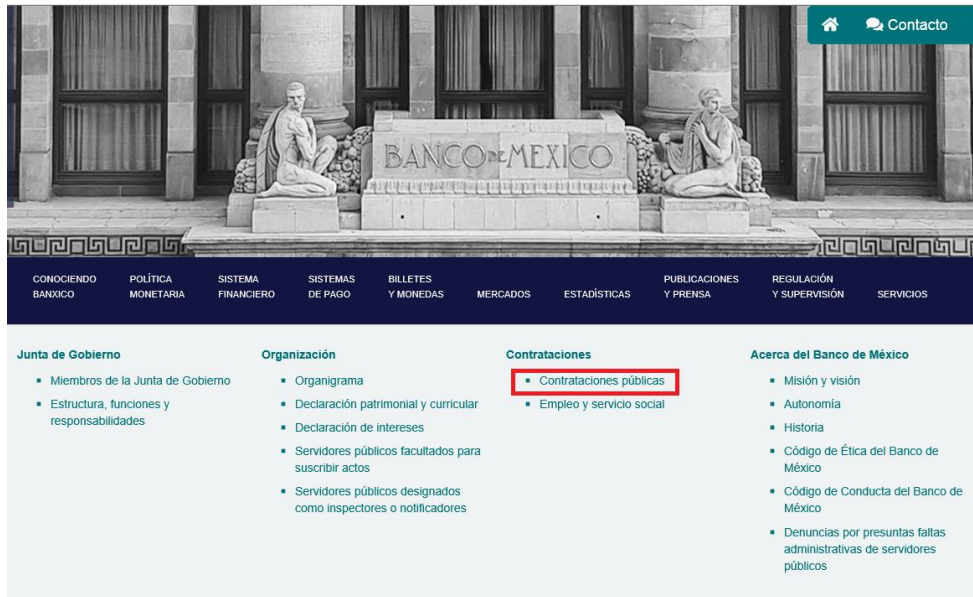 Contacto
BANCO DE MEXICO
CONOCIENDO
BANXICO
POLÍTICA
MONETARIA
SISTEMA
FINANCIERO
SISTEMAS
DE PAGO
BILLETES
Y MONEDAS
MERCADOS
ESTADÍSTICAS
PUBLICACIONES
Y PRENSA
REGULACIÓN
Y SUPERVISIÓN
SERVICIOS
Junta de Gobierno
Miembros de la Junta de Gobierno
Estructura, funciones y
responsabilidades
Organización
Organigrama
Declaración patrimonial y curricular
Declaración de intereses
Servidores públicos facultados para
suscribir actos
Servidores públicos designados
como inspectores o notificadores
Contrataciones
Contrataciones públicas
Empleo y servicio social
Acerca del Banco de México
Misión y visión
Autonomía
Historia
Código de Ética del Banco de
México
Código de Conducta del Banco de
México
Denuncias por presuntas faltas
administrativas de servidores
públicos